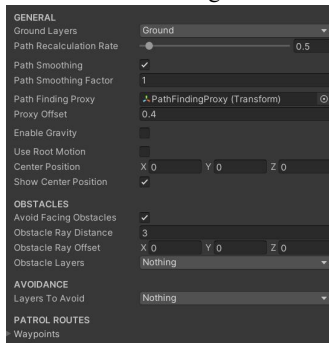 GENERAL
Ground Layers Ground
Path Recalculation Rate 0.5
Path Smoothing
Path Smoothing Factor 1
Path Finding Proxy PathFindingProxy (Transform)
Proxy Offset 0.4
Enable Gravity
Use Root Motion
Center Position X 0 Y 0 Z 0
Show Center Position
OBSTACLES
Avoid Facing Obstacles
Obstacle Ray Distance 3
Obstacle Ray Offset X 0 Y 0 Z 0
Obstacle Layers Nothing
AVOIDANCE
Layers To Avoid Nothing
PATROL ROUTES
Waypoints